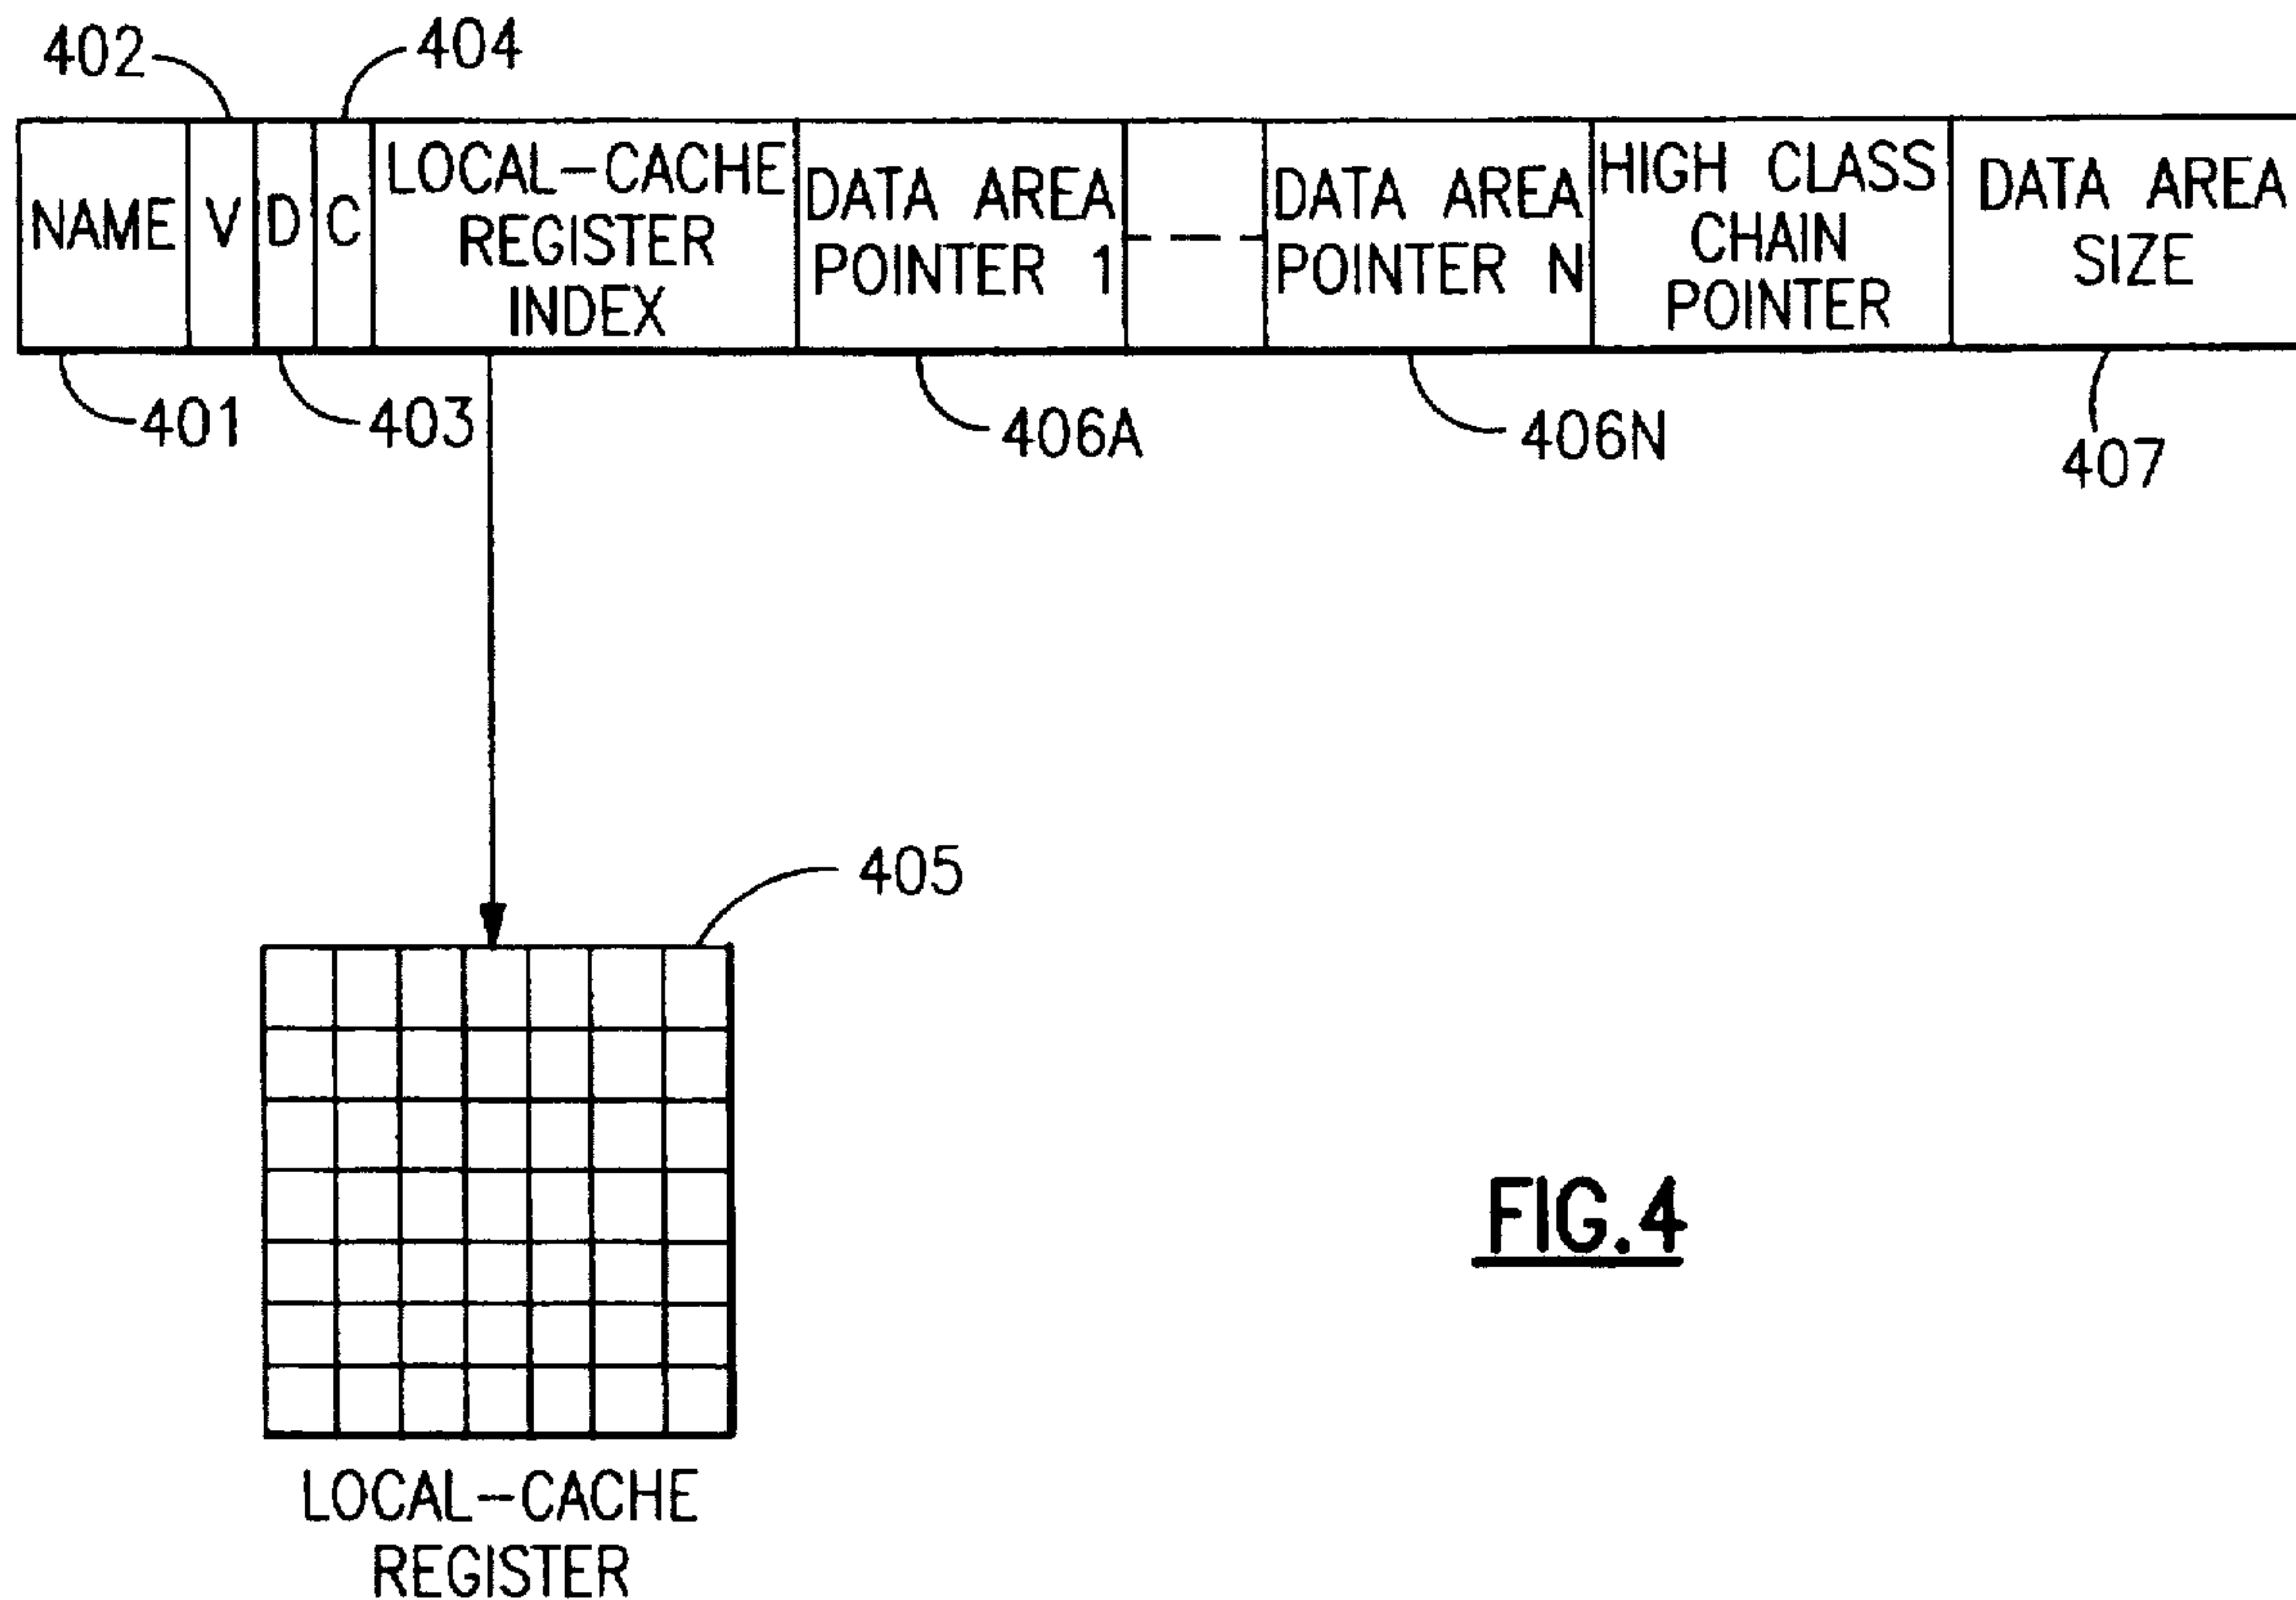 402
404
NAME
V
D
C
LOCAL-CACHE
REGISTER
INDEX
DATA AREA
POINTER 1
DATA AREA
POINTER N
HIGH CLASS
CHAIN
POINTER
DATA AREA
SIZE
401
403
406A
406N
407
405
LOCAL-CACHE
REGISTER
FIG.4